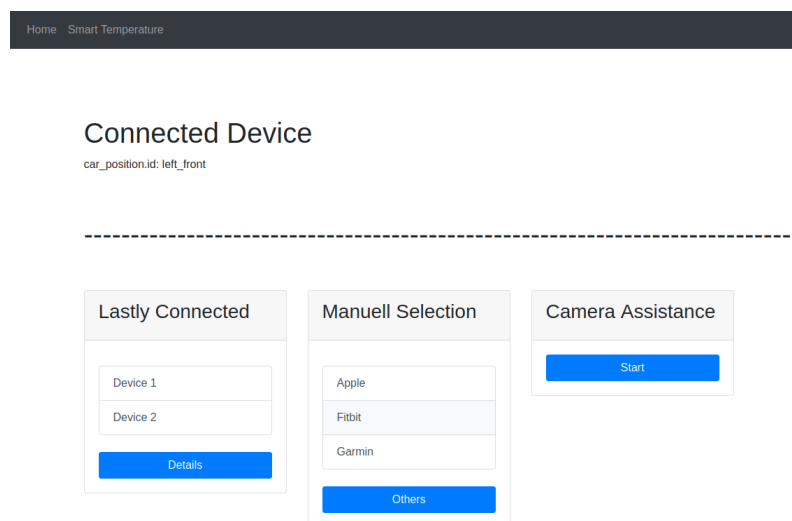 Home Smart Temperature
Connected Device
car_position.id: left_front
Lastly Connected
Device 1
Device 2
Details
Manuell Selection
Apple
Fitbit
Garmin
Others
Camera Assistance
Start